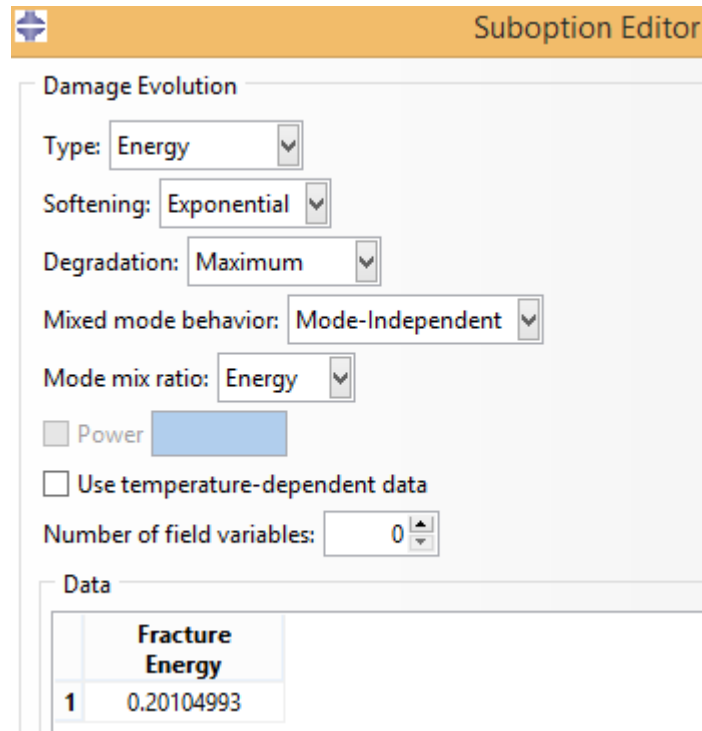 Suboption Editor
Damage Evolution
Type: Energy
Softening: Exponential
Degradation: Maximum
Mixed mode behavior: Mode-Independent
Mode mix ratio: Energy
Power
Use temperature-dependent data
Number of field variables: 0
Data
Fracture
Energy
1 0.20104993